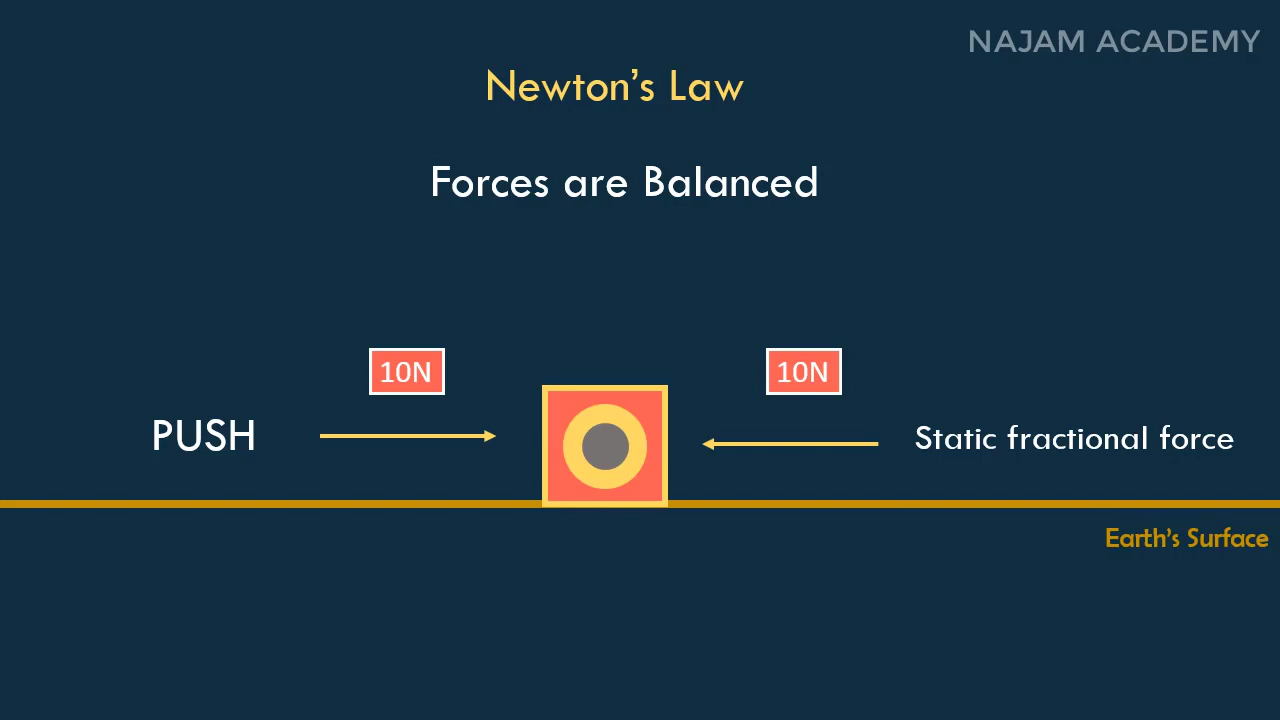 NAJAM ACADEMY
Newton’s Law
Forces are Balanced
10N
10N
PUSH
Static fractional force
Earth’s Surface